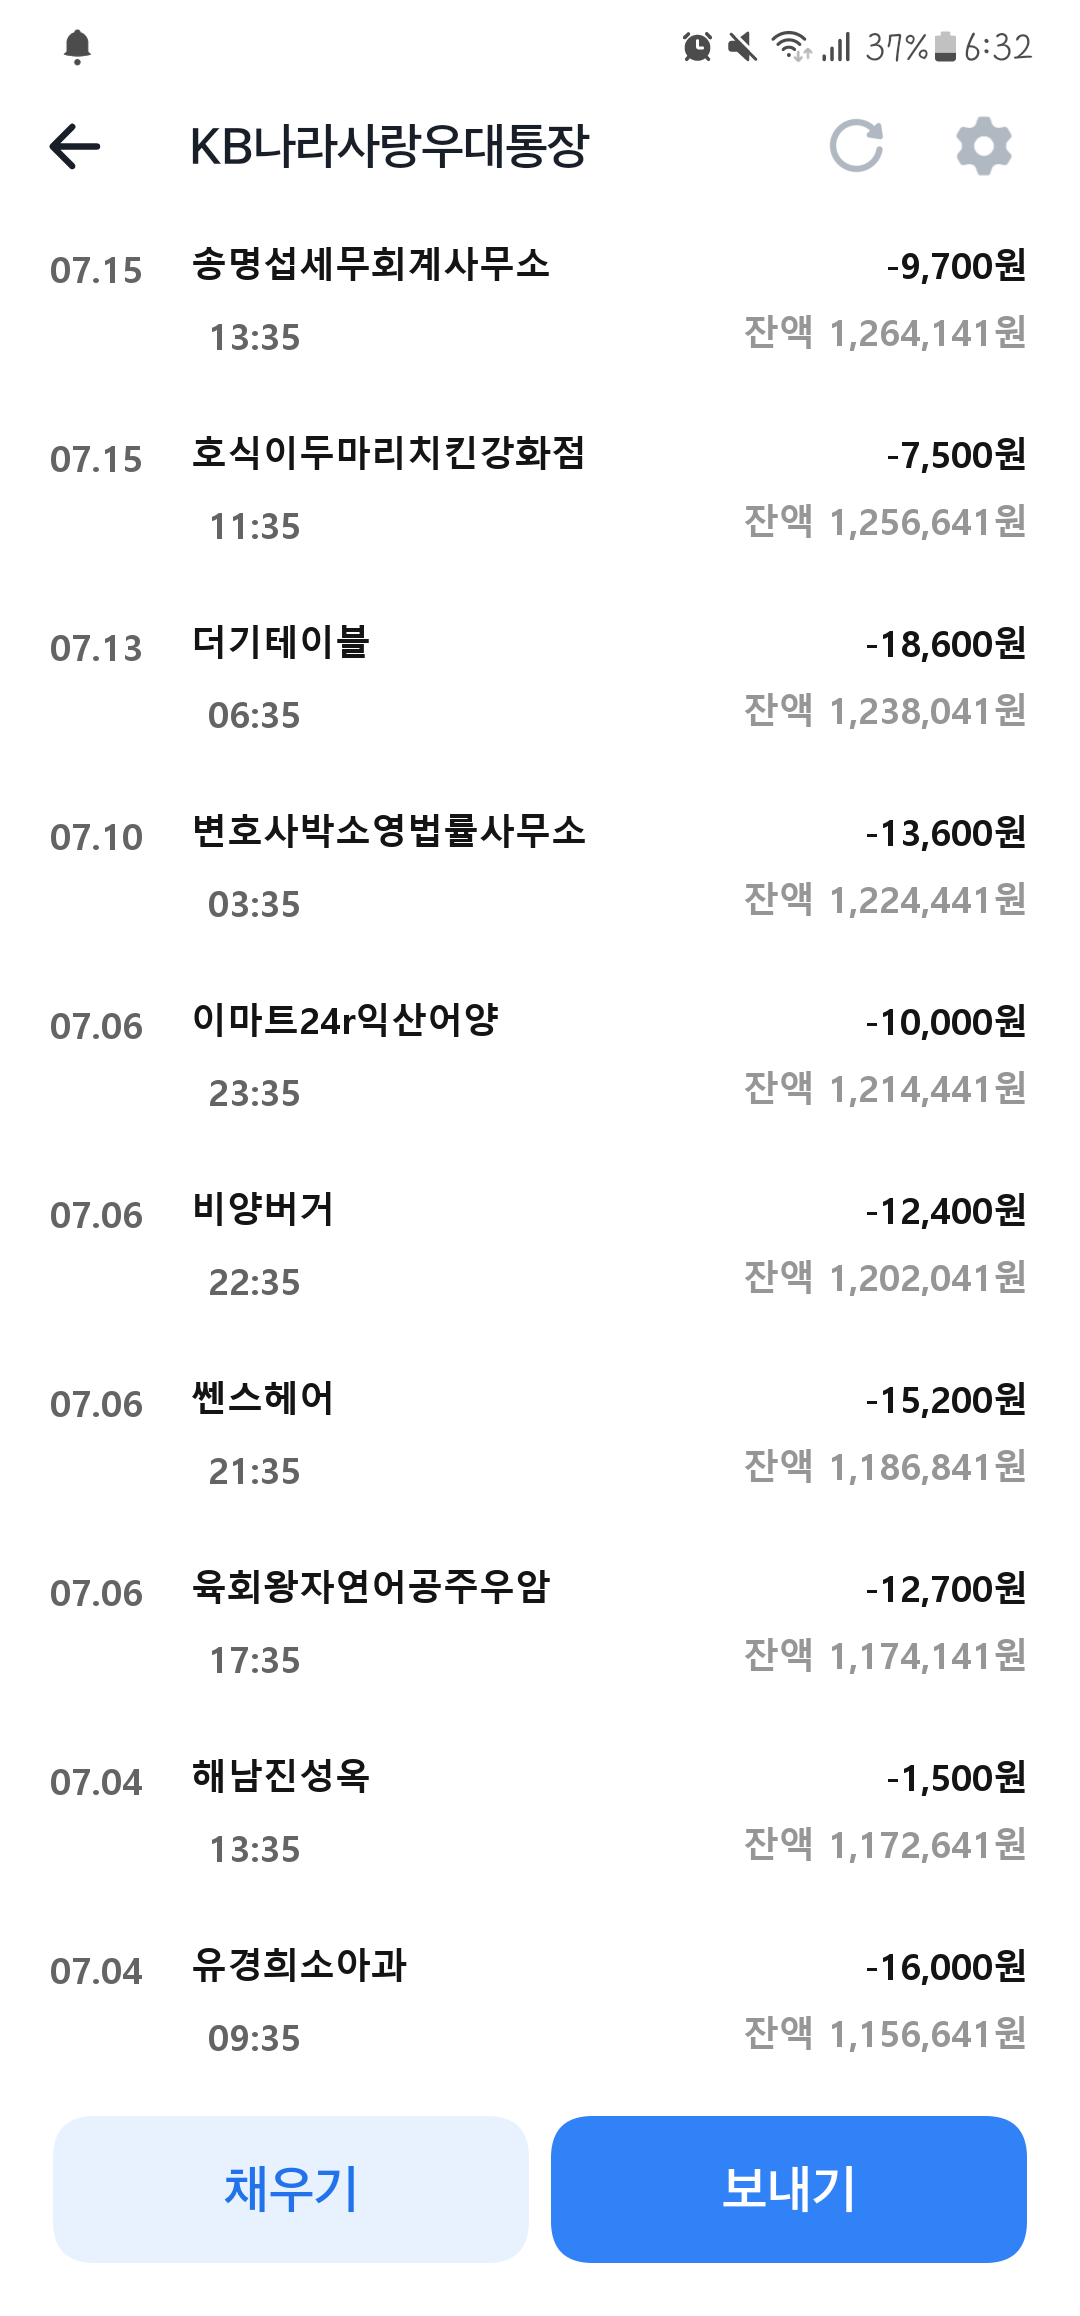 37% 6:32
KB나라사랑우대통장
07.15 송명섭세무회계사무소 -9,700원
13:35 잔액 1,264,141원
07.15 호식이두마리치킨강화점 -7,500원
11:35 잔액 1,256,641원
07.13 더기테이블 -18,600원
06:35 잔액 1,238,041원
07.10 변호사박소영법률사무소 -13,600원
03:35 잔액 1,224,441원
07.06 이마트24r익산어양 -10,000원
23:35 잔액 1,214,441원
07.06 비양버거 -12,400원
22:35 잔액 1,202,041원
07.06 쎈스헤어 -15,200원
21:35 잔액 1,186,841원
07.06 육회왕자연어공주우암 -12,700원
17:35 잔액 1,174,141원
07.04 해남진성옥 -1,500원
13:35 잔액 1,172,641원
07.04 유경희소아과 -16,000원
09:35 잔액 1,156,641원
채우기 보내기